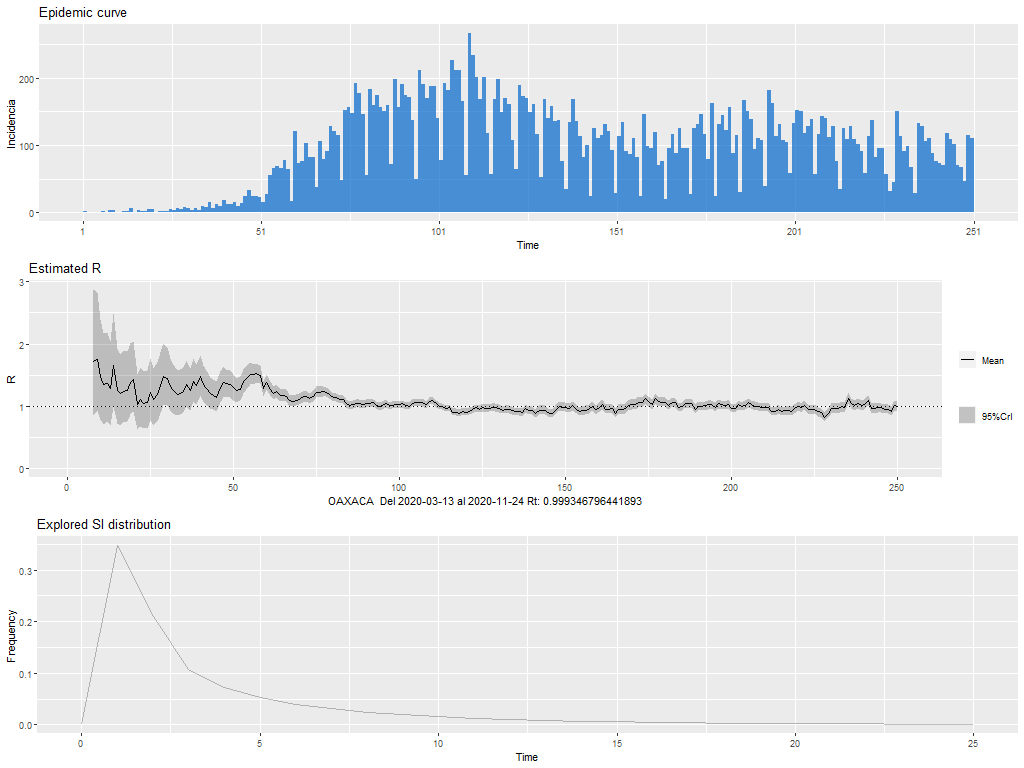 Epidemic curve
Incidencia
200
100
0
1
51
101
151
201
251
Time
Estimated R
R
3
2
1
0
0
50
100
150
200
250
Mean
95%CrI
OAXACA Del 2020-03-13 al 2020-11-24 Rt: 0.999346796441893
Explored SI distribution
Frequency
0.3
0.2
0.1
0.0
0
5
10
15
20
25
Time